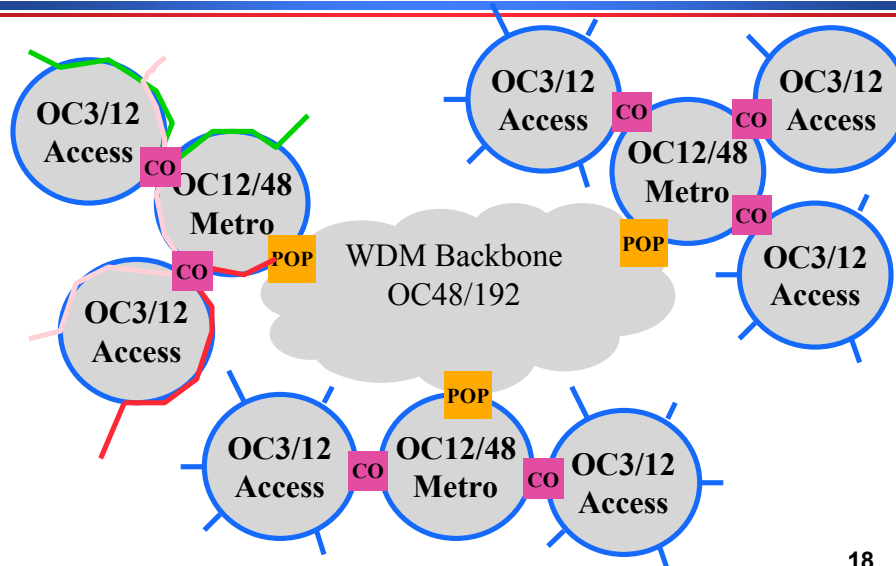 OC3/12
Access
CO
OC12/48
Metro
POP
CO
OC3/12
Access
WDM Backbone
OC48/192
OC3/12
Access
CO
OC3/12
Access
CO
OC12/48
Metro
CO
POP
OC3/12
Access
POP
OC3/12
Access
CO
OC12/48
Metro
CO
OC3/12
Access
18